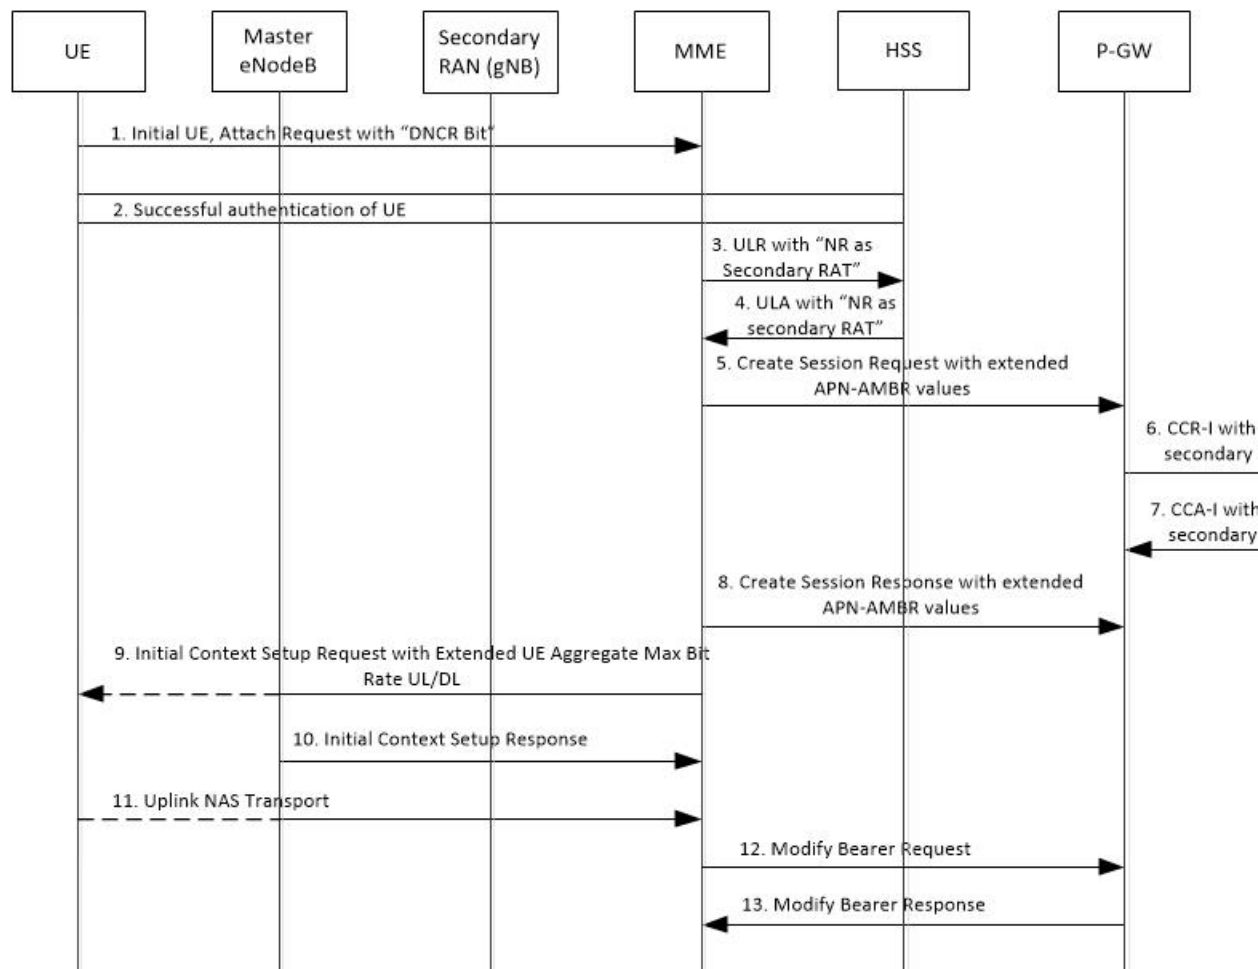 UE
Master
eNodeB
Secondary
RAN (gNB)
MME
HSS
P-GW
1. Initial UE, Attach Request with “DNCR Bit”
2. Successful authentication of UE
3. ULR with “NR as
Secondary RAT”
4. ULA with “NR as
secondary RAT”
5. Create Session Request with extended
APN-AMBR values
6. CCR-I with
secondary
7. CCA-I with
secondary
8. Create Session Response with extended
APN-AMBR values
9. Initial Context Setup Request with Extended UE Aggregate Max Bit
Rate UL/DL
10. Initial Context Setup Response
11. Uplink NAS Transport
12. Modify Bearer Request
13. Modify Bearer Response